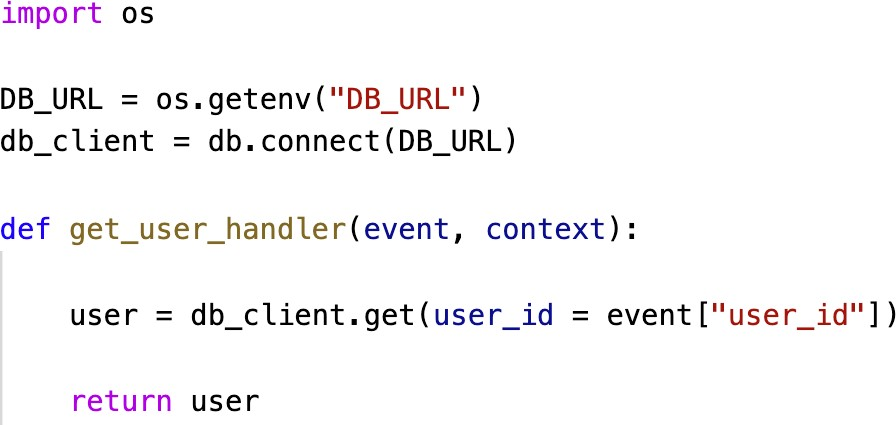 import os
DB_URL = os.getenv("DB_URL")
db_client = db.connect(DB_URL)
def get_user_handler(event, context):
    user = db_client.get(user_id = event["user_id"])
    return user